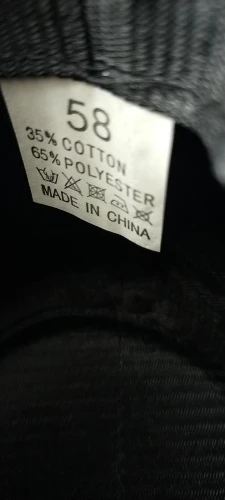 58
35% COTTON
65% POLYESTER
MADE IN CHINA